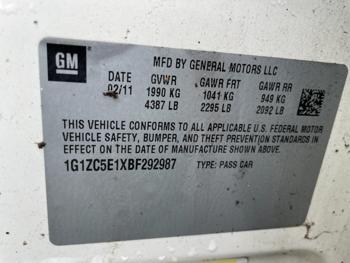 GM
MFD BY GENERAL MOTORS LLC
DATE GVWR GAWR FRT GAWR RR
02/11 1990 KG 1041 KG 949 KG
4387 LB 2295 LB 2092 LB
THIS VEHICLE CONFORMS TO ALL APPLICABLE U.S. FEDERAL MOTOR
VEHICLE SAFETY, BUMPER, AND THEFT PREVENTION STANDARDS IN
EFFECT ON THE DATE OF MANUFACTURE SHOWN ABOVE.
1G1ZC5E1XBF292987 TYPE: PASS CAR